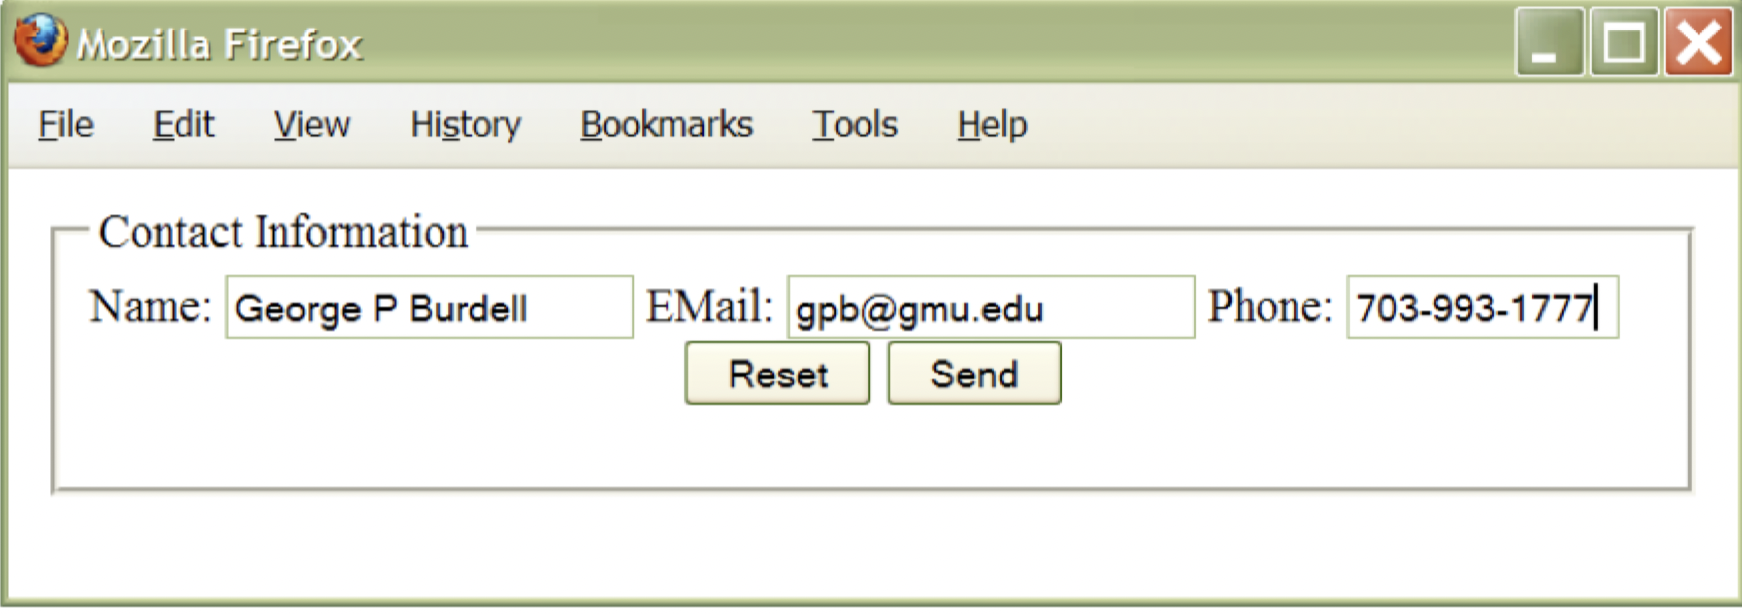 Mozilla Firefox
File Edit View History Bookmarks Tools Help
Contact Information
Name: George P Burdell EMail: gpb@gmu.edu Phone: 703-993-1777
Reset Send